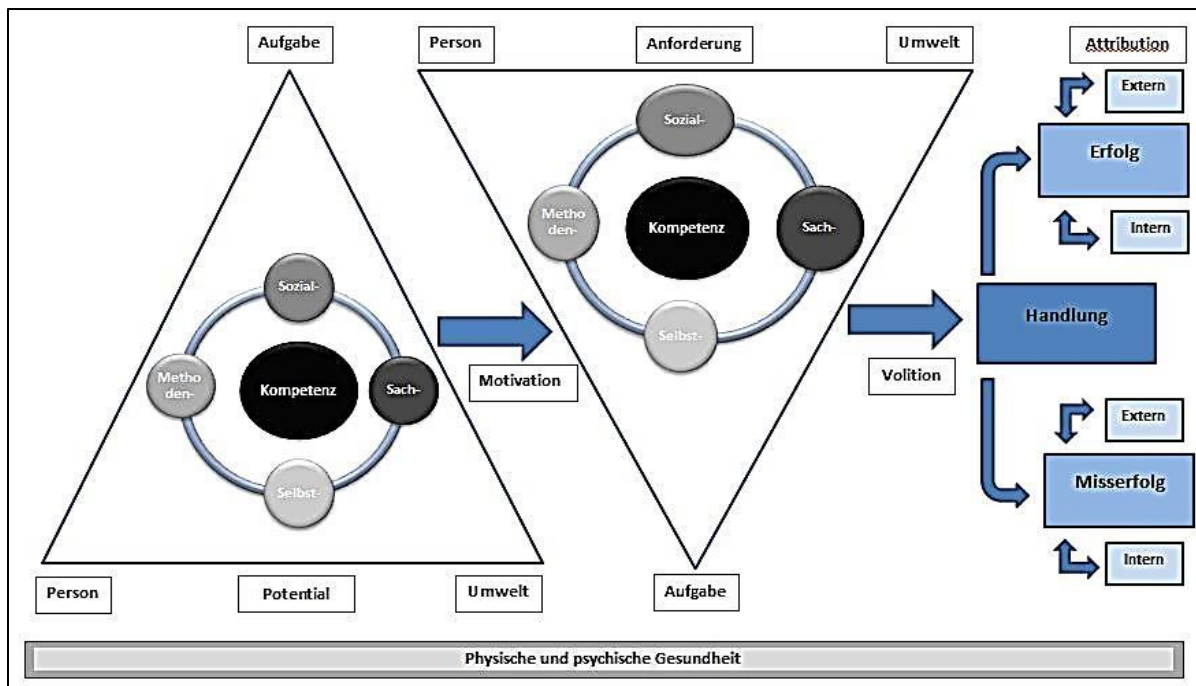 Aufgabe
Person
Anforderung
Umwelt
Attribution
Extern
Erfolg
Intern
Sozial-
Metho
den-
Kompetenz
Sach-
Selbst-
Sozial-
Metho
den-
Kompetenz
Sach-
Selbst-
Motivation
Volition
Handlung
Extern
Misserfolg
Intern
Person
Potential
Umwelt
Aufgabe
Physische und psychische Gesundheit